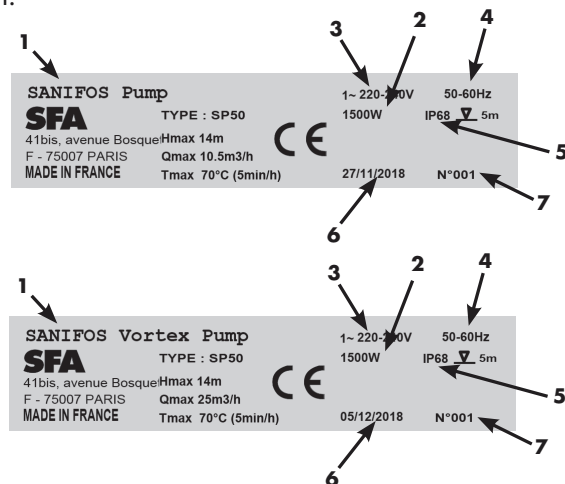 2
4
3
1
SANIFOS Pump
1~
50-60Hz
SFA
TYPE : SP50
1500W
IP68 5m
41bis, avenue Bosque
Hmax 14m
CE
F - 75007 PARIS
Qmax 10.5m3/h
5
MADE IN FRANCE
Tmax 70°C (5min/h)
27/11/2018
N°001
6
7
2
4
3
1
SANIFOS Vortex Pump
1~
50-60Hz
SFA
TYPE : SP50
1500W
IP68 5m
41bis, avenue Bosque
Hmax 14m
CE
F - 75007 PARIS
Qmax 25m3/h
5
MADE IN FRANCE
Tmax 70°C (5min/h)
05/12/2018
N°001
6
7